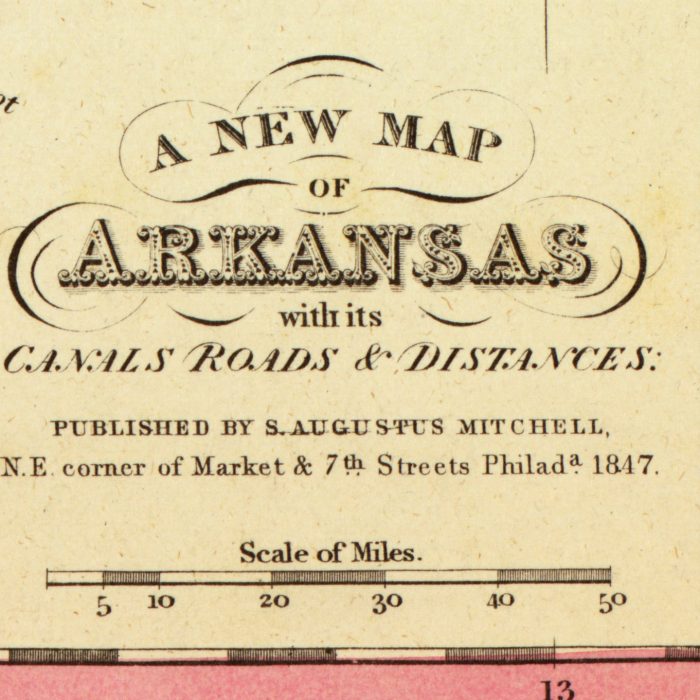 A NEW MAP
OF
ARKANSAS
with its
CANALS ROADS & DISTANCES:
PUBLISHED BY S. AUGUSTUS MITCHELL,
N.E. corner of Market & 7th Streets Philada. 1847.
Scale of Miles.
5 10 20 30 40 50
13